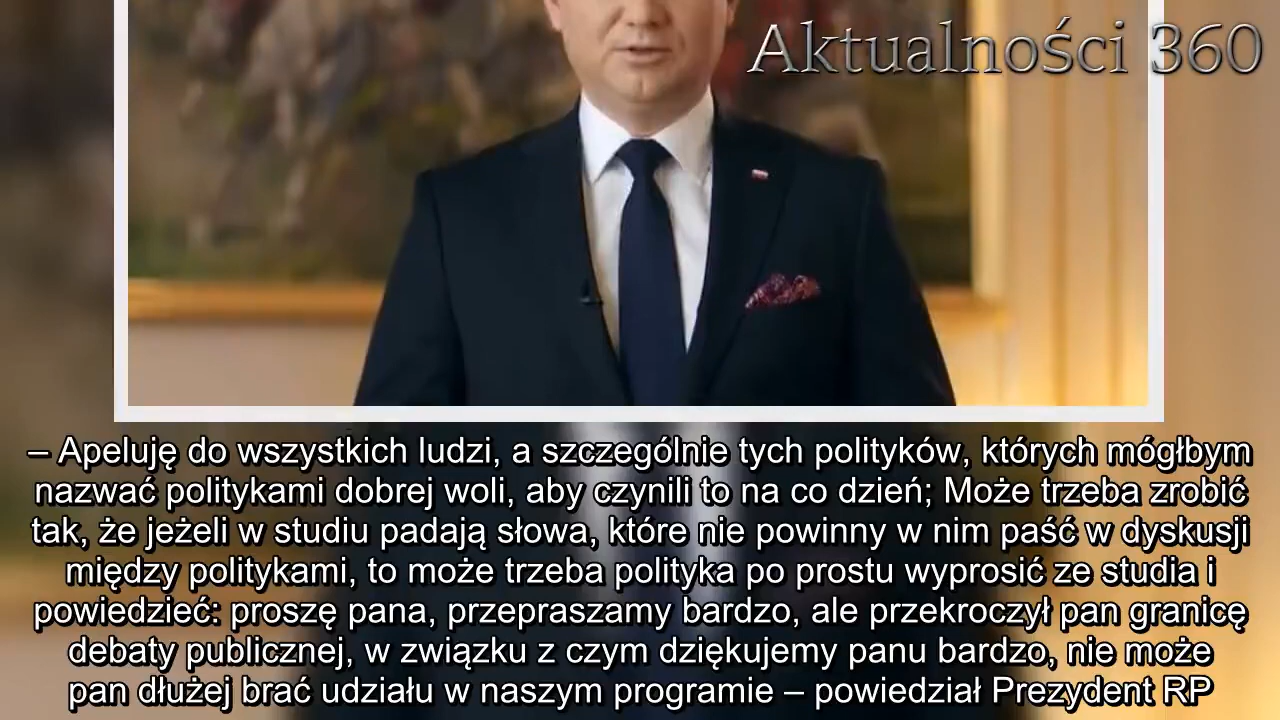 Aktualności 360
– Apeluję do wszystkich ludzi, a szczególnie tych polityków, których mógłbym
nazwać politykami dobrej woli, aby czynili to na co dzień; Może trzeba zrobić
tak, że jeżeli w studiu padają słowa, które nie powinny w nim paść w dyskusji
między politykami, to może trzeba polityka po prostu wyprosić ze studia i
powiedzieć: proszę pana, przepraszamy bardzo, ale przekroczył pan granicę
debaty publicznej, w związku z czym dziękujemy panu bardzo, nie może
pan dłużej brać udziału w naszym programie – powiedział Prezydent RP